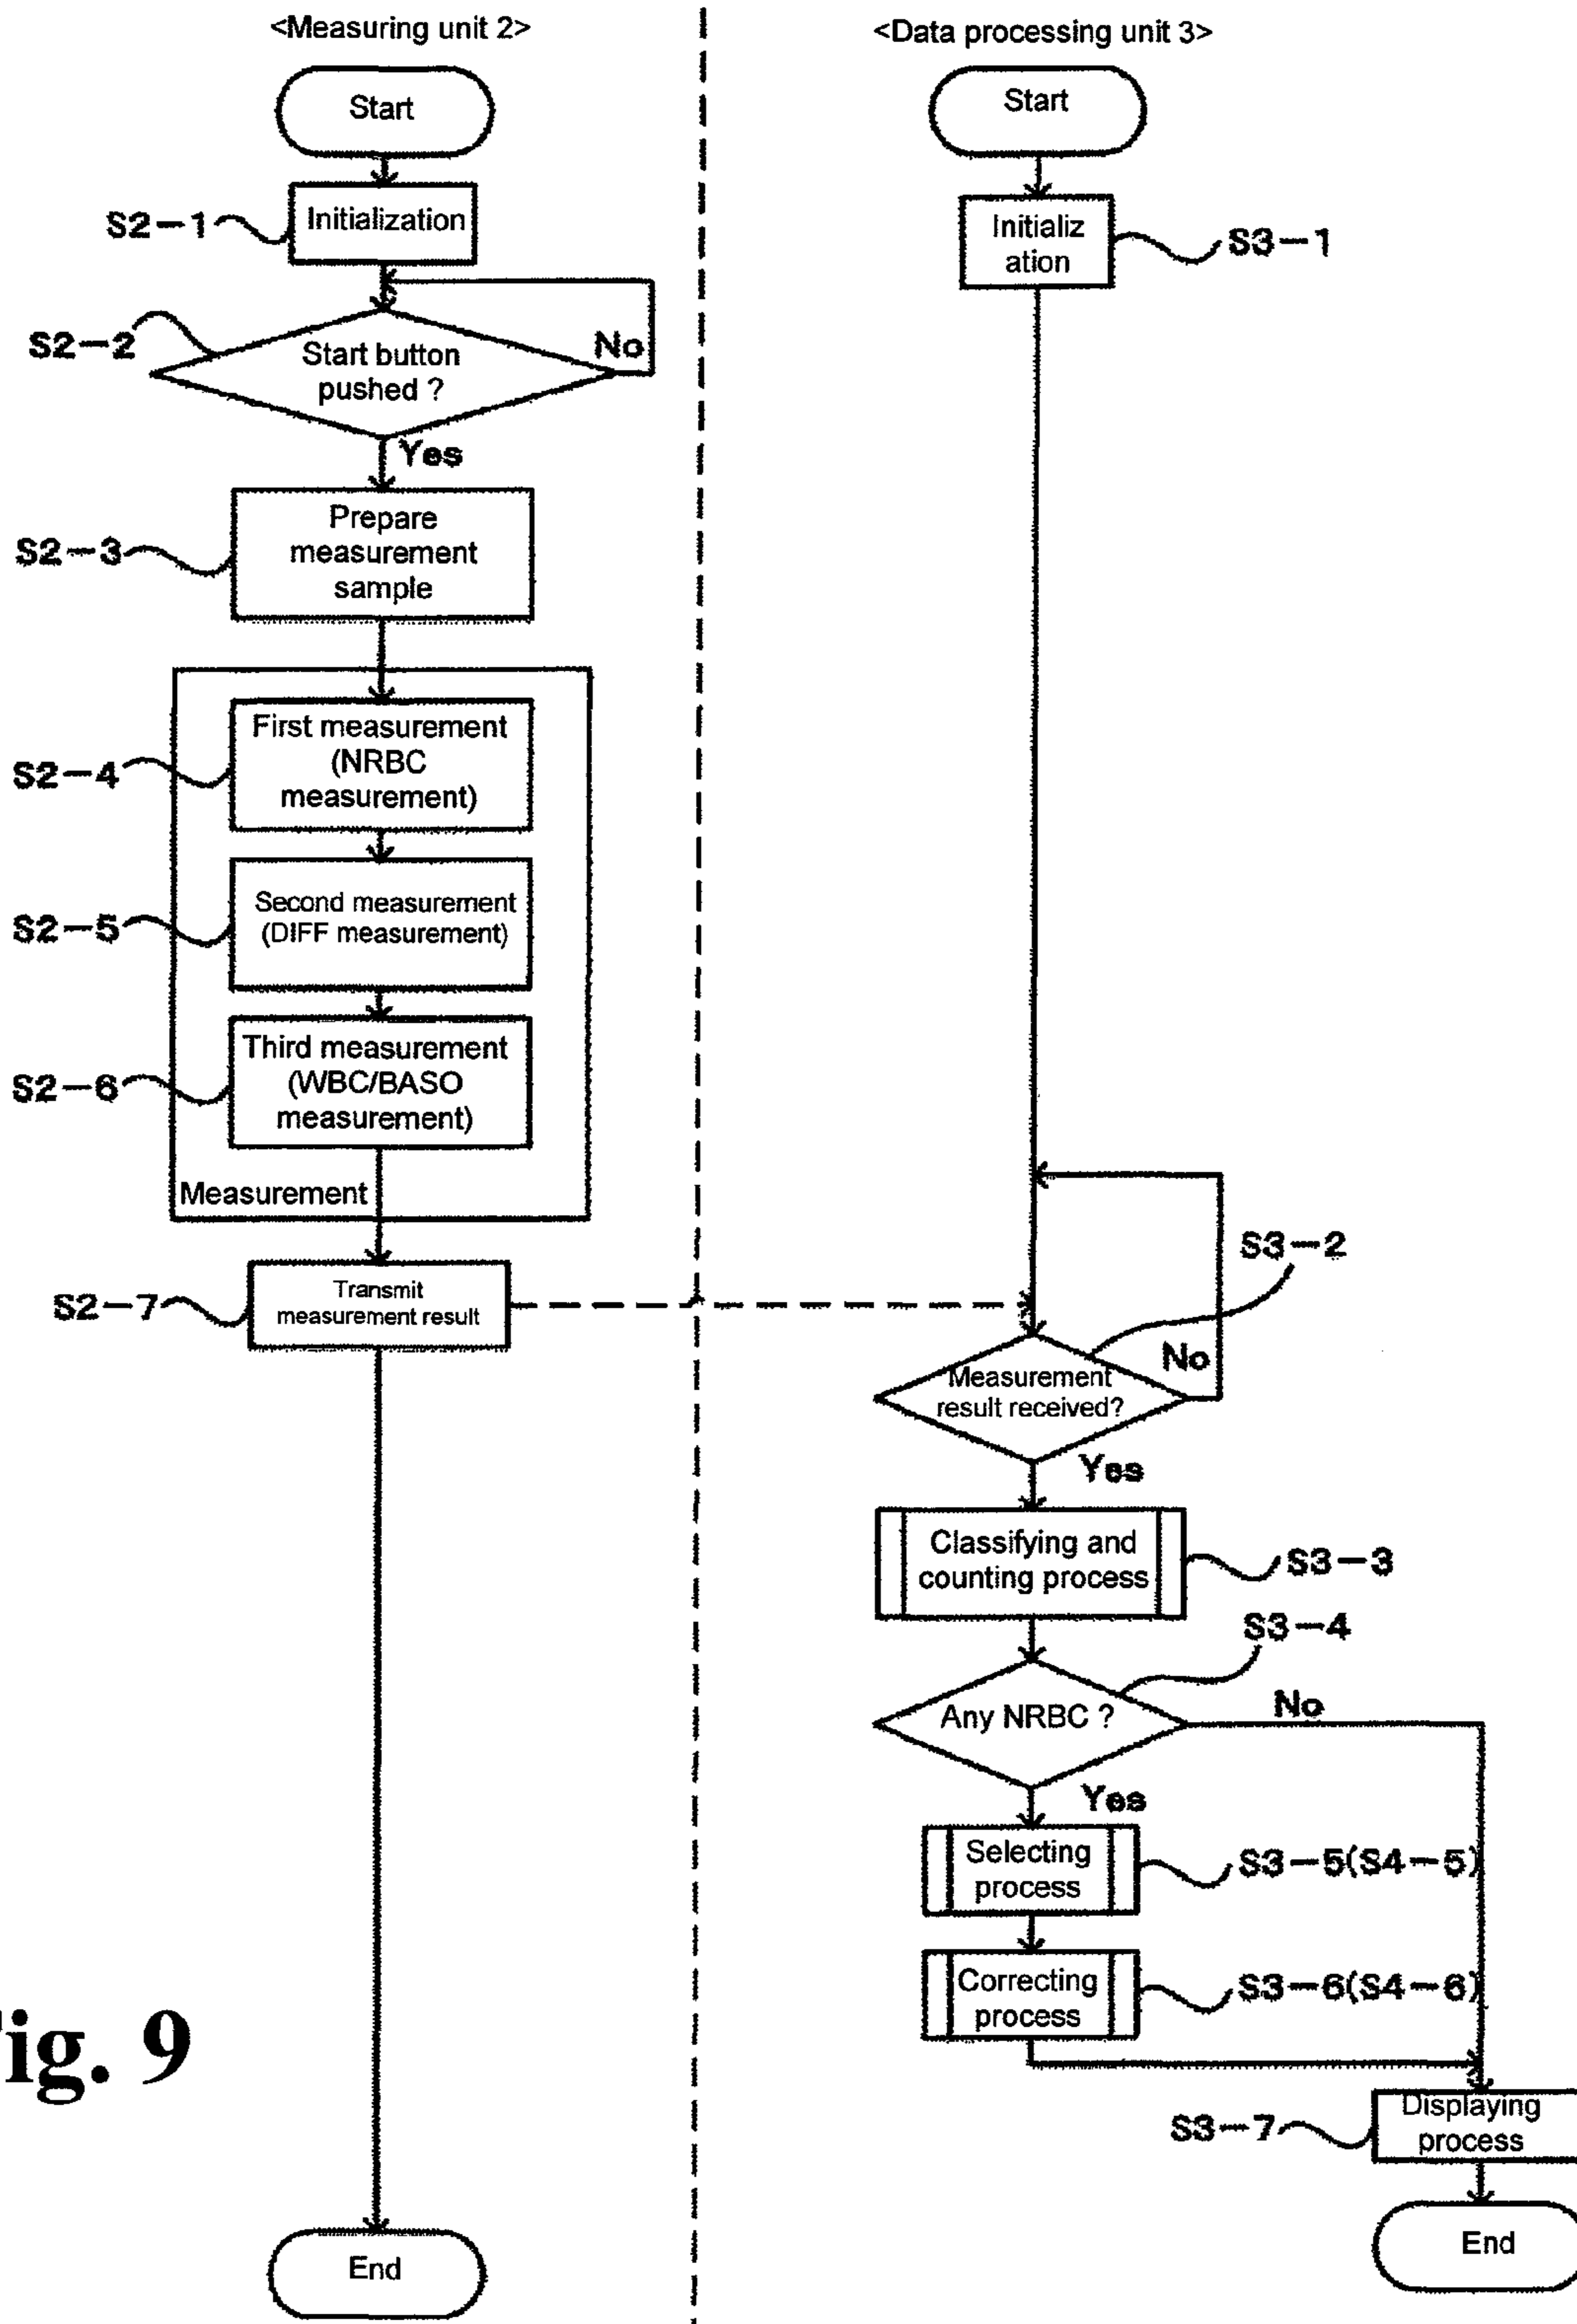 <Measuring unit 2>
Start
S2-1
Initialization
S2-2
Start button
pushed ?
No
Yes
S2-3
Prepare
measurement
sample
S2-4
First measurement
(NRBC
measurement)
S2-5
Second measurement
(DIFF measurement)
S2-6
Third measurement
(WBC/BASO
measurement)
Measurement
S2-7
Transmit
measurement result
End
<Data processing unit 3>
Start
Initializ
ation
S3-1
S3-2
Measurement
result received?
No
Yes
Classifying and
counting process
S3-3
S3-4
Any NRBC ?
No
Yes
Selecting
process
S3-5(S4-5)
Correcting
process
S3-6(S4-6)
S3-7
Displaying
process
End
ig. 9